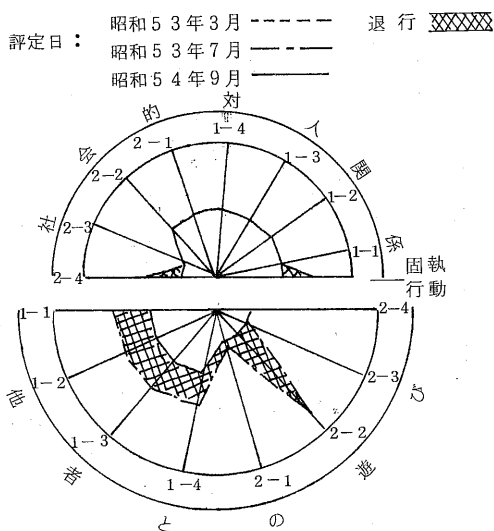 評定日：
昭和５３年３月
昭和５３年７月
昭和５４年９月
退行
社会的対人関係
2－4
2－3
2－2
2－1
1－4
1－3
1－2
1－1
固執
行動
1－1
1－2
1－3
1－4
2－1
2－2
2－3
2－4
他者との遊び